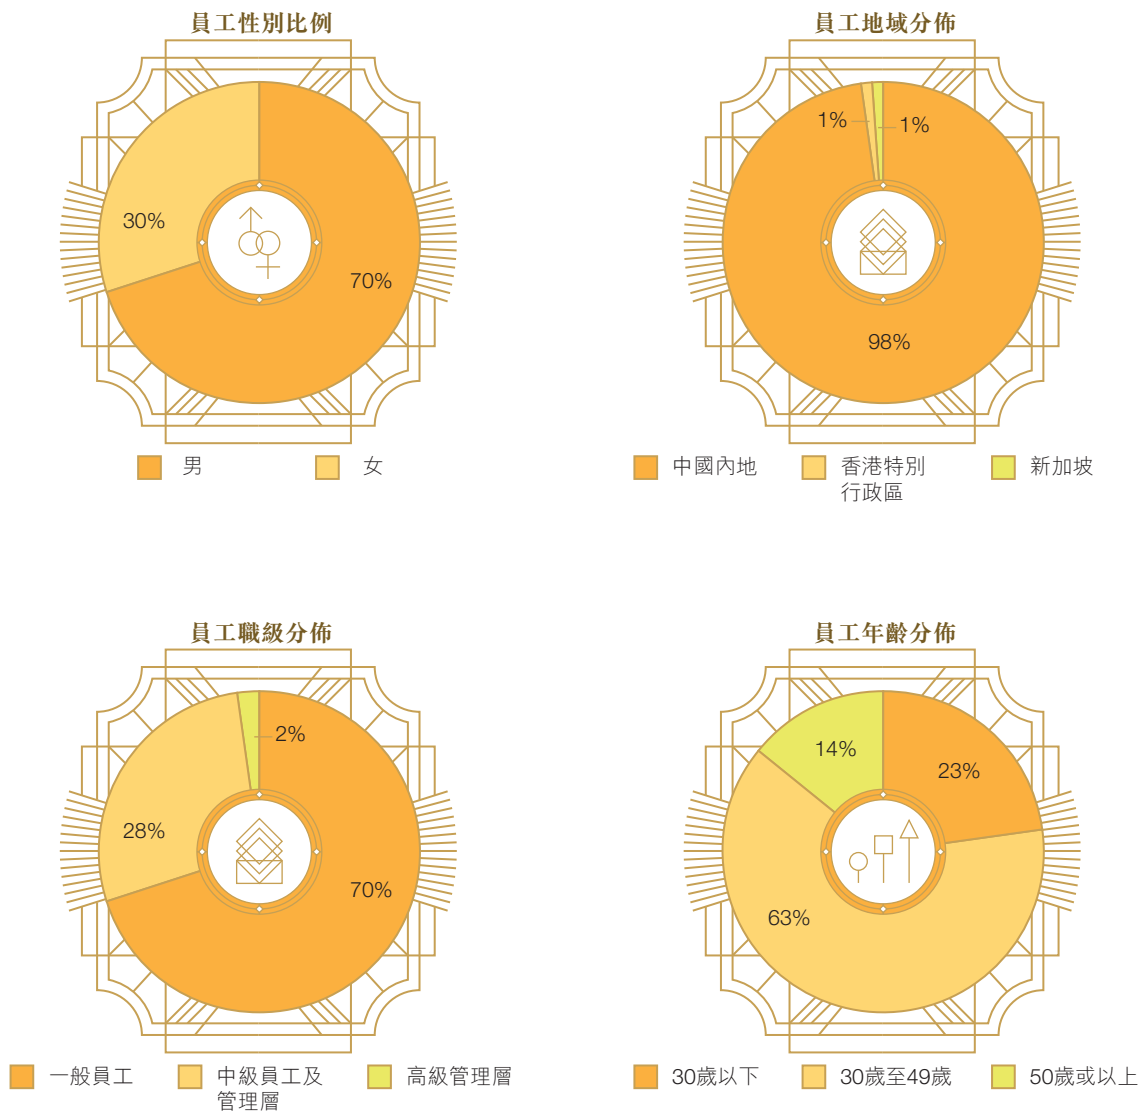 員工性別比例
30%
70%
男
女
員工地域分佈
1%
1%
98%
中國內地
香港特別
行政區
新加坡
員工職級分佈
2%
28%
70%
一般員工
中級員工及
管理層
高級管理層
員工年齡分佈
14%
23%
63%
30歲以下
30歲至49歲
50歲或以上